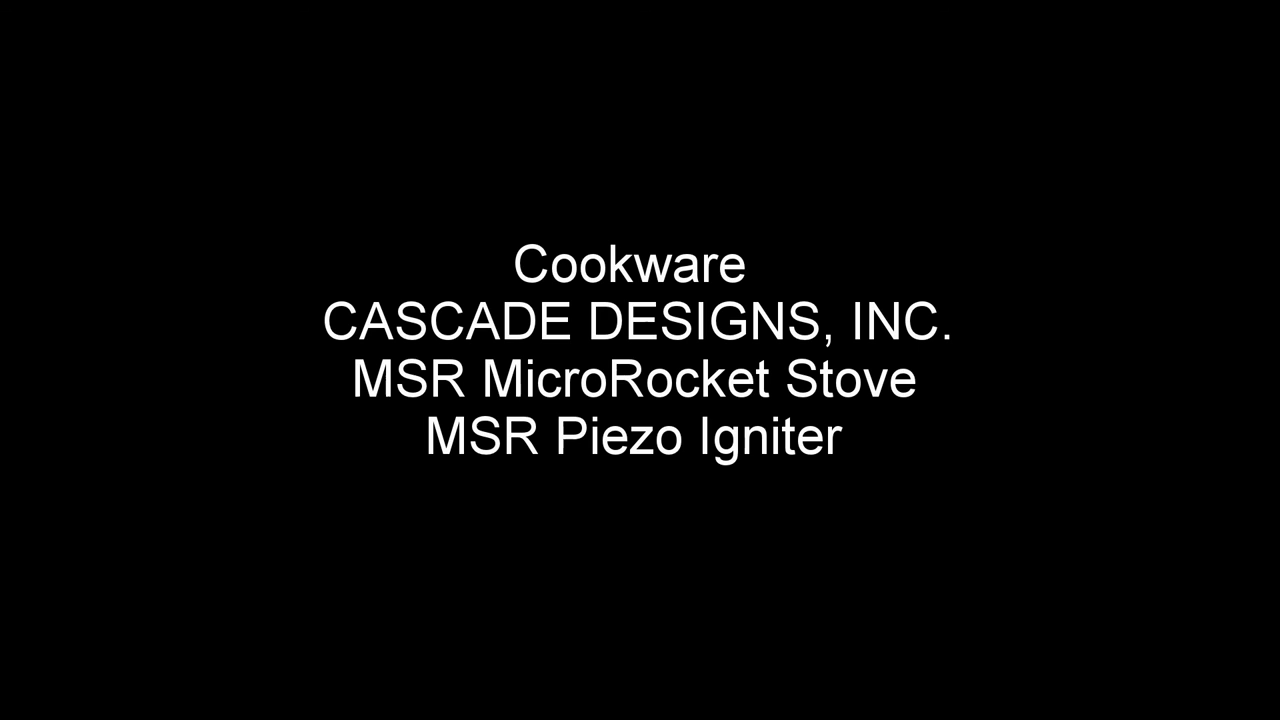 Cookware
CASCADE DESIGNS, INC.
MSR MicroRocket Stove
MSR Piezo Igniter